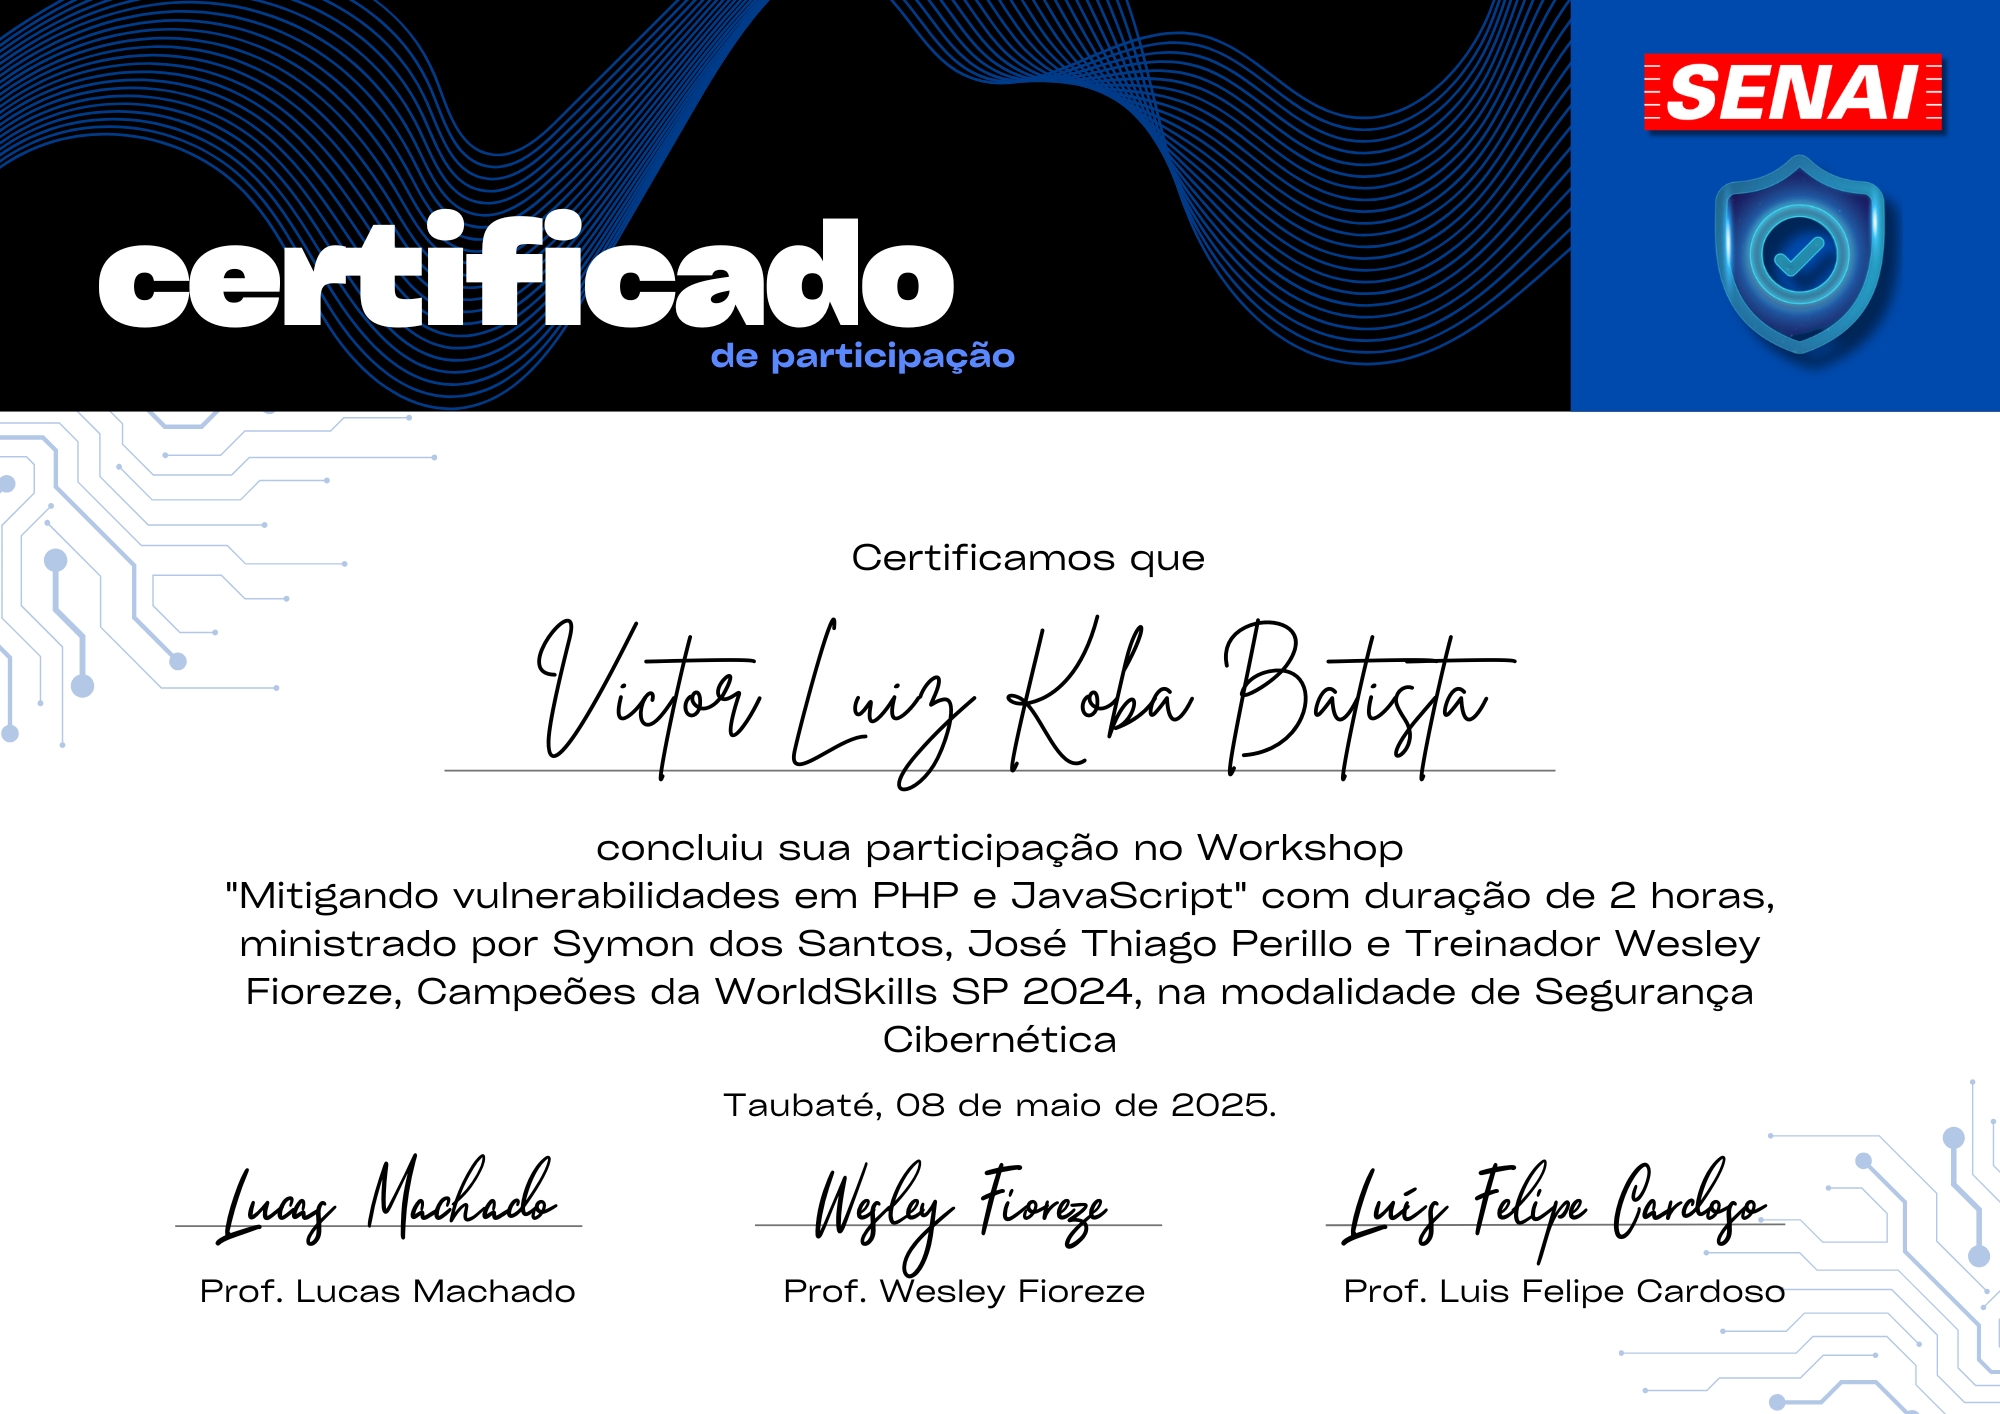 SENAI
certificado
de participação
Certificamos que
Victor Luiz Koba Batista
concluiu sua participação no Workshop
"Mitigando vulnerabilidades em PHP e JavaScript" com duração de 2 horas,
ministrado por Symon dos Santos, José Thiago Perillo e Treinador Wesley
Fioreze, Campeões da WorldSkills SP 2024, na modalidade de Segurança
Cibernética
Taubaté, 08 de maio de 2025.
Lucas Machado
Wesley Fioreze
Luís Felipe Cardoso
Prof. Lucas Machado
Prof. Wesley Fioreze
Prof. Luis Felipe Cardoso